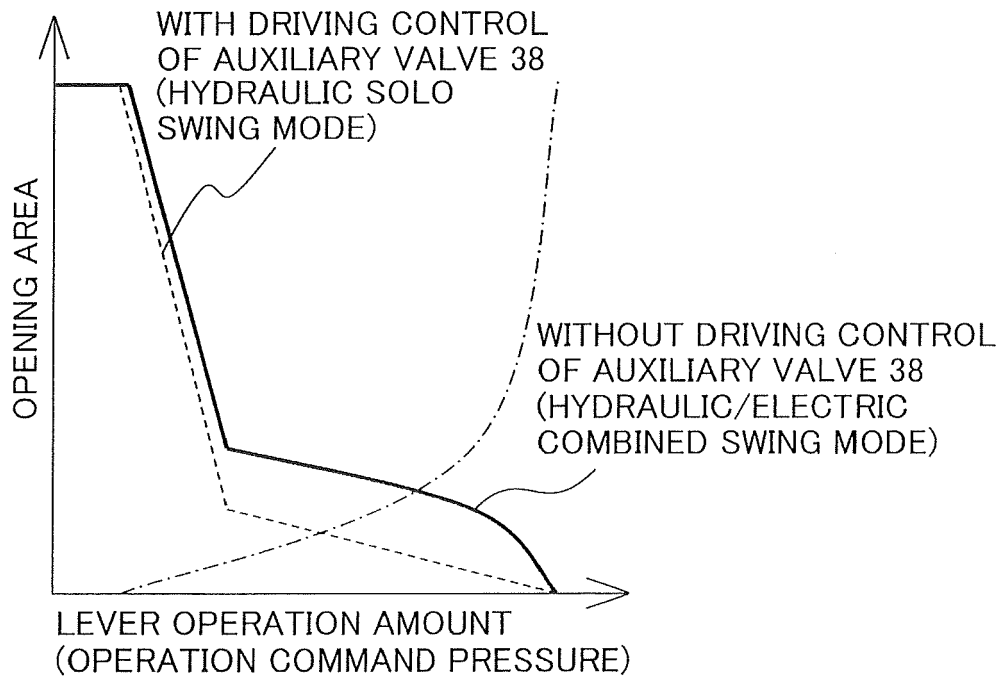 WITH DRIVING CONTROL
OF AUXILIARY VALVE 38
(HYDRAULIC SOLO
SWING MODE)
OPENING AREA
WITHOUT DRIVING CONTROL
OF AUXILIARY VALVE 38
(HYDRAULIC/ELECTRIC
COMBINED SWING MODE)
LEVER OPERATION AMOUNT
(OPERATION COMMAND PRESSURE)